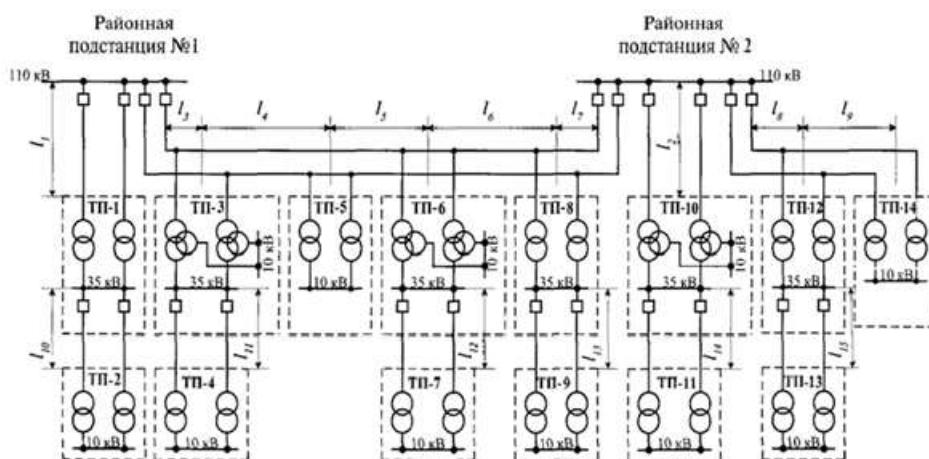 Районная
подстанция №1
Районная
подстанция № 2
110 кВ
110 кВ
l3
l4
l5
l6
l7
l8
l9
l1
l2
ТП-1
ТП-3
ТП-5
ТП-6
ТП-8
ТП-10
ТП-12
ТП-14
10 кВ
10 кВ
10 кВ
35 кВ
35 кВ
10 кВ
35 кВ
35 кВ
35 кВ
35 кВ
10 кВ
l10
l11
l12
l13
l14
l15
ТП-2
ТП-4
ТП-7
ТП-9
ТП-11
ТП-13
10 кВ
10 кВ
10 кВ
10 кВ
10 кВ
10 кВ